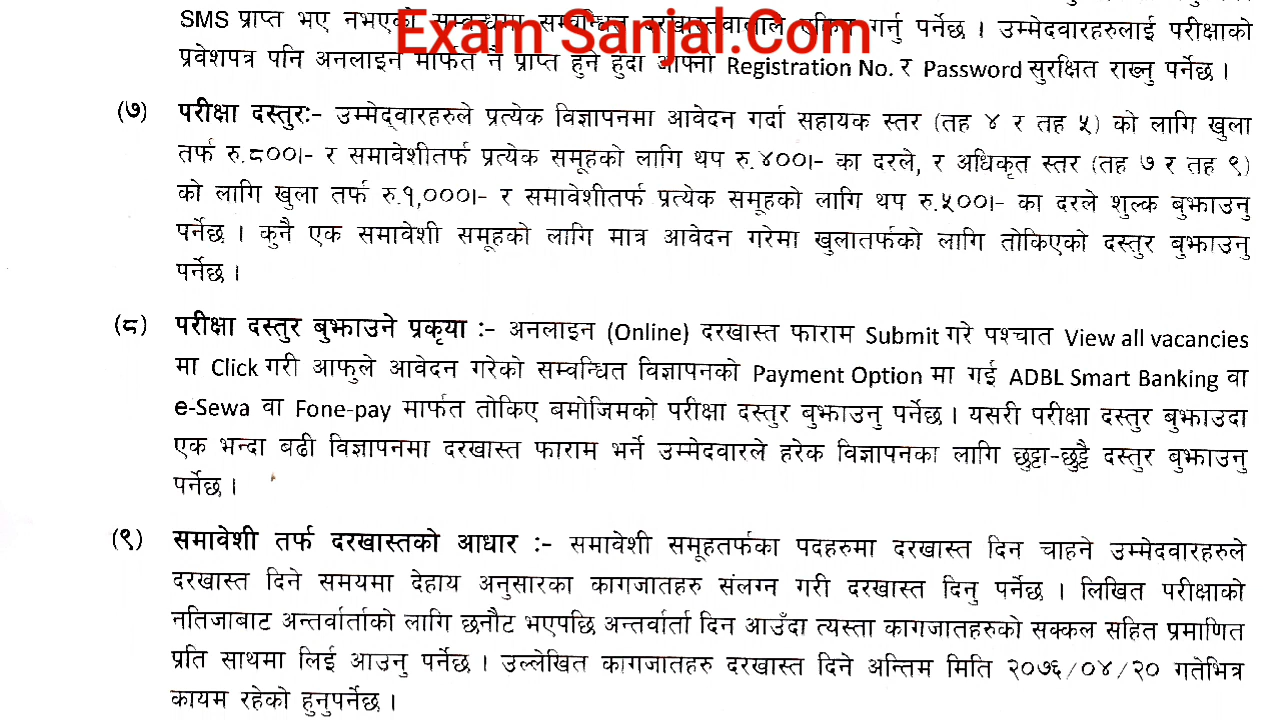 SMS प्राप्त भए नभएको सम्वन्धमा सम्वन्धित दरखास्तवालाले गर्नु पर्नेछ । उम्मेदवारहरुलाई परीक्षाको
Exam Sanjal.Com
प्रवेशपत्र पनि अनलाइन मार्फत नै प्राप्त हुने हुदा आफ्नो Registration No. र Password सुरक्षित राख्नु पर्नेछ ।
(७) परीक्षा दस्तुरः- उम्मेद्वारहरुले प्रत्येक विज्ञापनमा आवेदन गर्दा सहायक स्तर (तह ४ र तह ५) को लागि खुला
तर्फ रु.८००।- र समावेशीतर्फ प्रत्येक समूहको लागि थप रु.४००।- का दरले, र अधिकृत स्तर (तह ७ र तह ९)
को लागि खुला तर्फ रु.१,०००।- र समावेशीतर्फ प्रत्येक समूहको लागि थप रु.५००।- का दरले शुल्क बुझाउनु
पर्नेछ । कुनै एक समावेशी समूहको लागि मात्र आवेदन गरेमा खुलातर्फको लागि तोकिएको दस्तुर बुझाउनु
पर्नेछ ।
(८) परीक्षा दस्तुर बुझाउने प्रकृया :- अनलाइन (Online) दरखास्त फाराम Submit गरे पश्चात View all vacancies
मा Click गरी आफुले आवेदन गरेको सम्वन्धित विज्ञापनको Payment Option मा गई ADBL Smart Banking वा
e-Sewa वा Fone-pay मार्फत तोकिए बमोजिमको परीक्षा दस्तुर बुझाउनु पर्नेछ । यसरी परीक्षा दस्तुर बुझाउदा
एक भन्दा बढी विज्ञापनमा दरखास्त फाराम भर्ने उम्मेदवारले हरेक विज्ञापनका लागि छुट्टा-छुट्टै दस्तुर बुझाउनु
पर्नेछ ।
(९) समावेशी तर्फ दरखास्तको आधार :- समावेशी समूहतर्फका पदहरुमा दरखास्त दिन चाहने उम्मेदवारहरुले
दरखास्त दिने समयमा देहाय अनुसारका कागजातहरु संलग्न गरी दरखास्त दिनु पर्नेछ । लिखित परीक्षाको
नतिजाबाट अन्तर्वार्ताको लागि छनौट भएपछि अन्तर्वार्ता दिन आउँदा त्यस्ता कागजातहरुको सक्कल सहित प्रमाणित
प्रति साथमा लिई आउनु पर्नेछ । उल्लेखित कागजातहरु दरखास्त दिने अन्तिम मिति २०७६/०४/२० गतेभित्र
कायम रहेको हुनुपर्नेछ ।